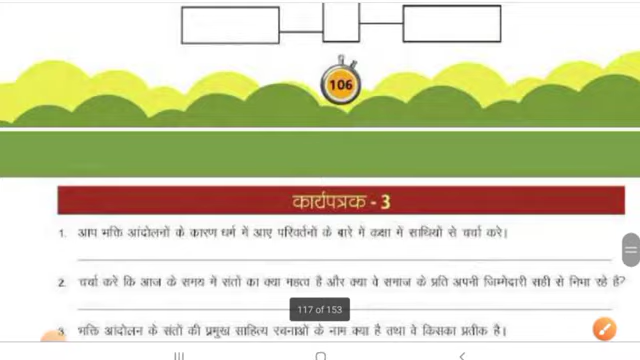 106
कार्यपत्रक - 3
1. आप भक्ति आंदोलनों के कारण धर्म में आए परिवर्तनों के बारे में कक्षा में साथियों से चर्चा करे।
2. चर्चा करें कि आज के समय में संतों का क्या महत्व है और क्या वे समाज के प्रति अपनी जिम्मेदारी सही से निभा रहे है?
117 of 153
3. भक्ति आंदोलन के संतों की प्रमुख साहित्य रचनाओं के नाम क्या है तथा वे किसका प्रतीक है।